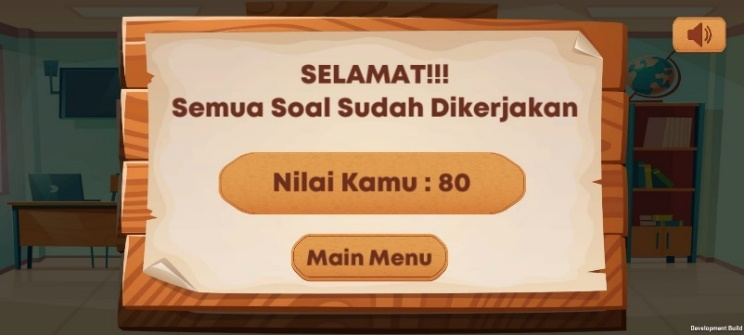 SELAMAT!!!
Semua Soal Sudah Dikerjakan
Nilai Kamu : 80
Main Menu
Development Build